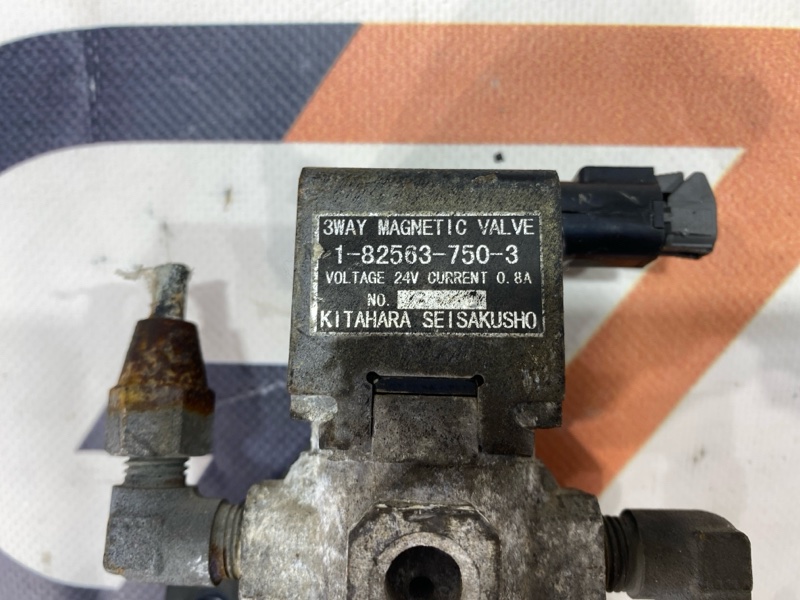 3WAY MAGNETIC VALVE
1-82563-750-3
VOLTAGE 24V CURRENT 0.8A
NO.
KITAHARA SEISAKUSHO